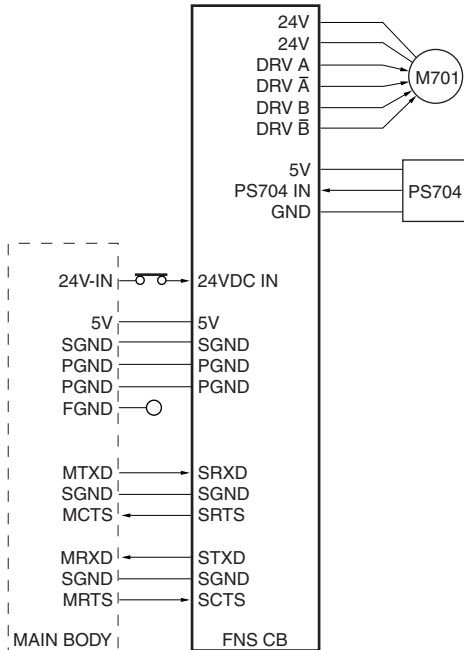 24V
24V
DRV A
DRV A̅
DRV B
DRV B̅
M701
5V
PS704 IN
GND
PS704
24V-IN 24VDC IN
5V 5V
SGND SGND
PGND PGND
PGND PGND
FGND
MTXD SRXD
SGND SGND
MCTS SRTS
MRXD STXD
SGND SGND
MRTS SCTS
MAIN BODY FNS CB